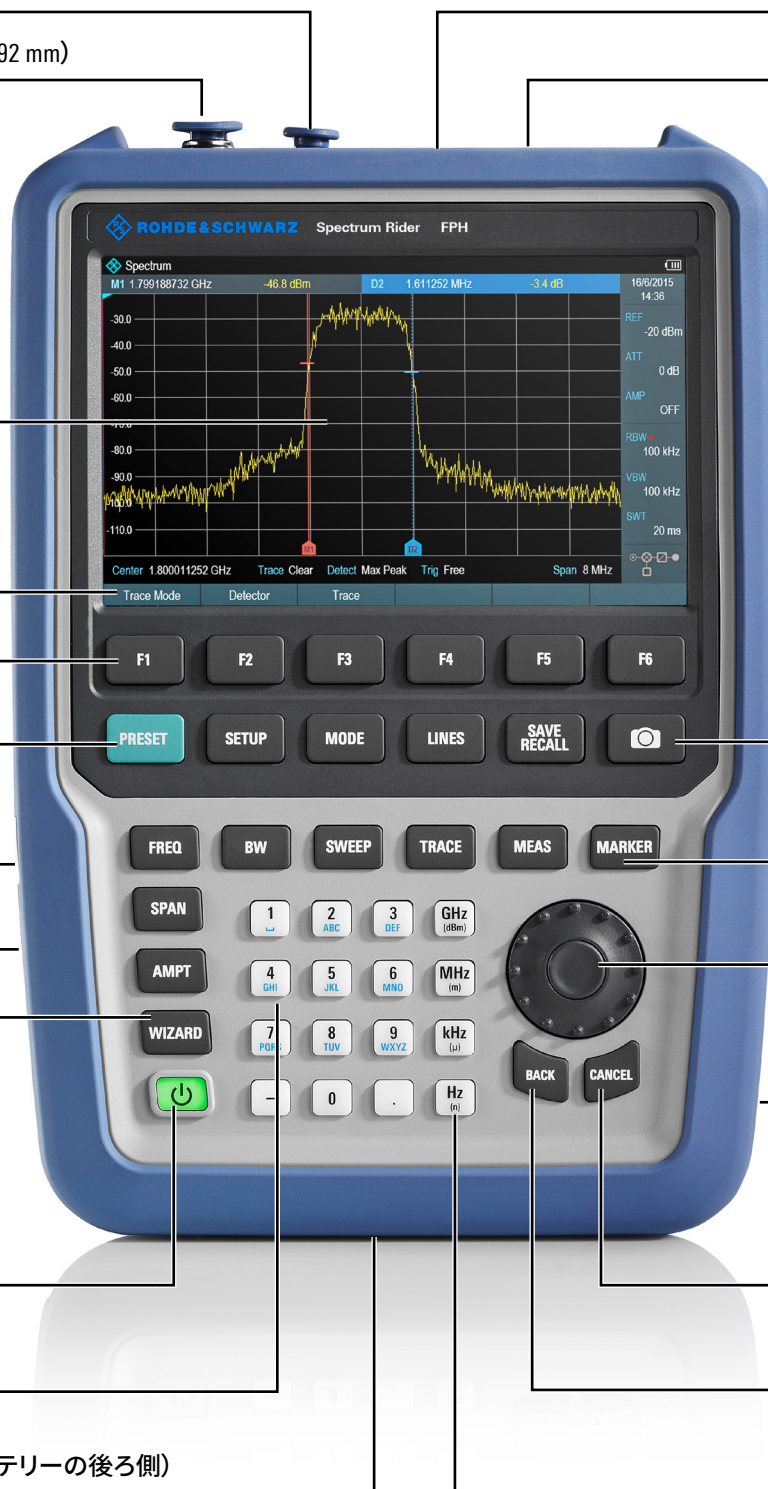 92 mm)
ROHDE&SCHWARZ Spectrum Rider FPH
Spectrum
M1 1.799188732 GHz -46.8 dBm D2 1.611252 MHz -3.4 dB 16/6/2015
14:36
-30.0
-40.0
-50.0
-60.0
-70.0
-80.0
-90.0
-100.0
-110.0
REF
-20 dBm
ATT
0 dB
AMP
OFF
RBW
100 kHz
VBW
100 kHz
SWT
20 ms
M1 D2
Center 1.800011252 GHz Trace Clear Detect Max Peak Trig Free Span 8 MHz
Trace Mode Detector Trace
F1 F2 F3 F4 F5 F6
PRESET SETUP MODE LINES SAVE
RECALL
FREQ BW SWEEP TRACE MEAS MARKER
SPAN
AMPT
WIZARD
1 2 ABC 3 DEF GHz (dBm)
4 GHI 5 JKL 6 MNO MHz (m)
7 PQRS 8 TUV 9 WXYZ kHz (µ)
– 0 . Hz (n)
BACK CANCEL
テリーの後ろ側)